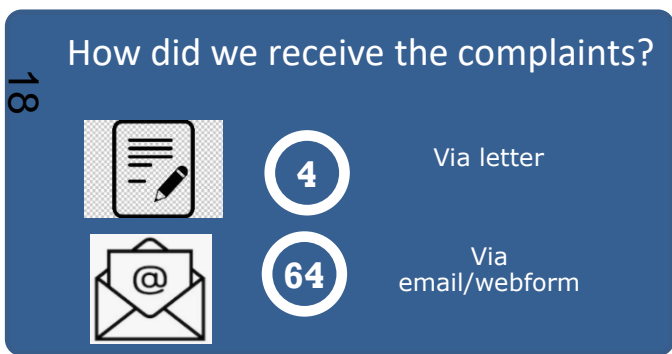 How did we receive the complaints?
18
4
Via letter
@
64
Via
email/webform